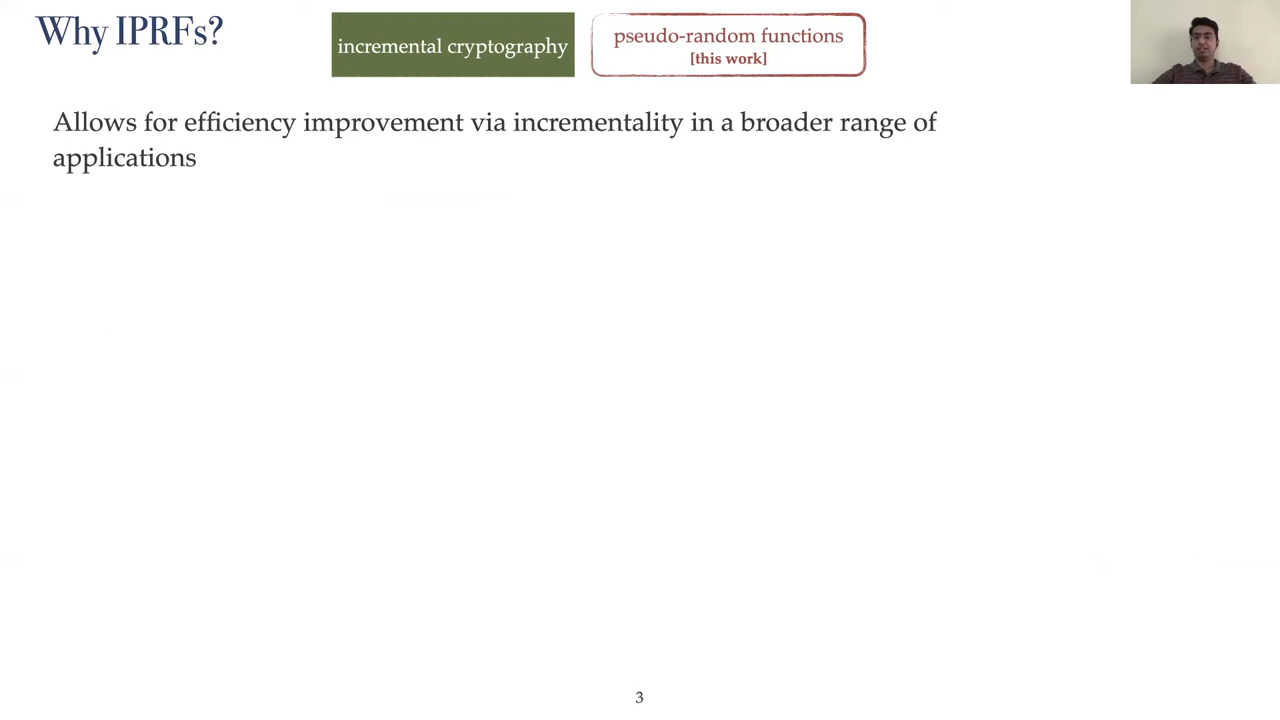 Why IPRFs?
incremental cryptography
pseudo-random functions
[this work]
Allows for efficiency improvement via incrementality in a broader range of
applications
3